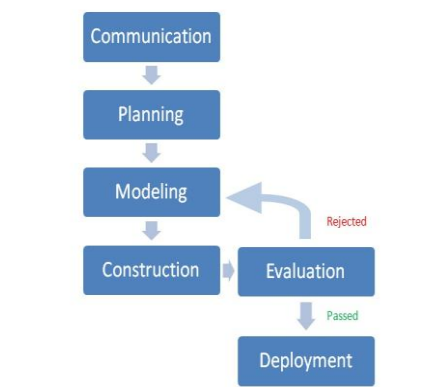 Communication
Planning
Modeling
Rejected
Construction
Evaluation
Passed
Deployment